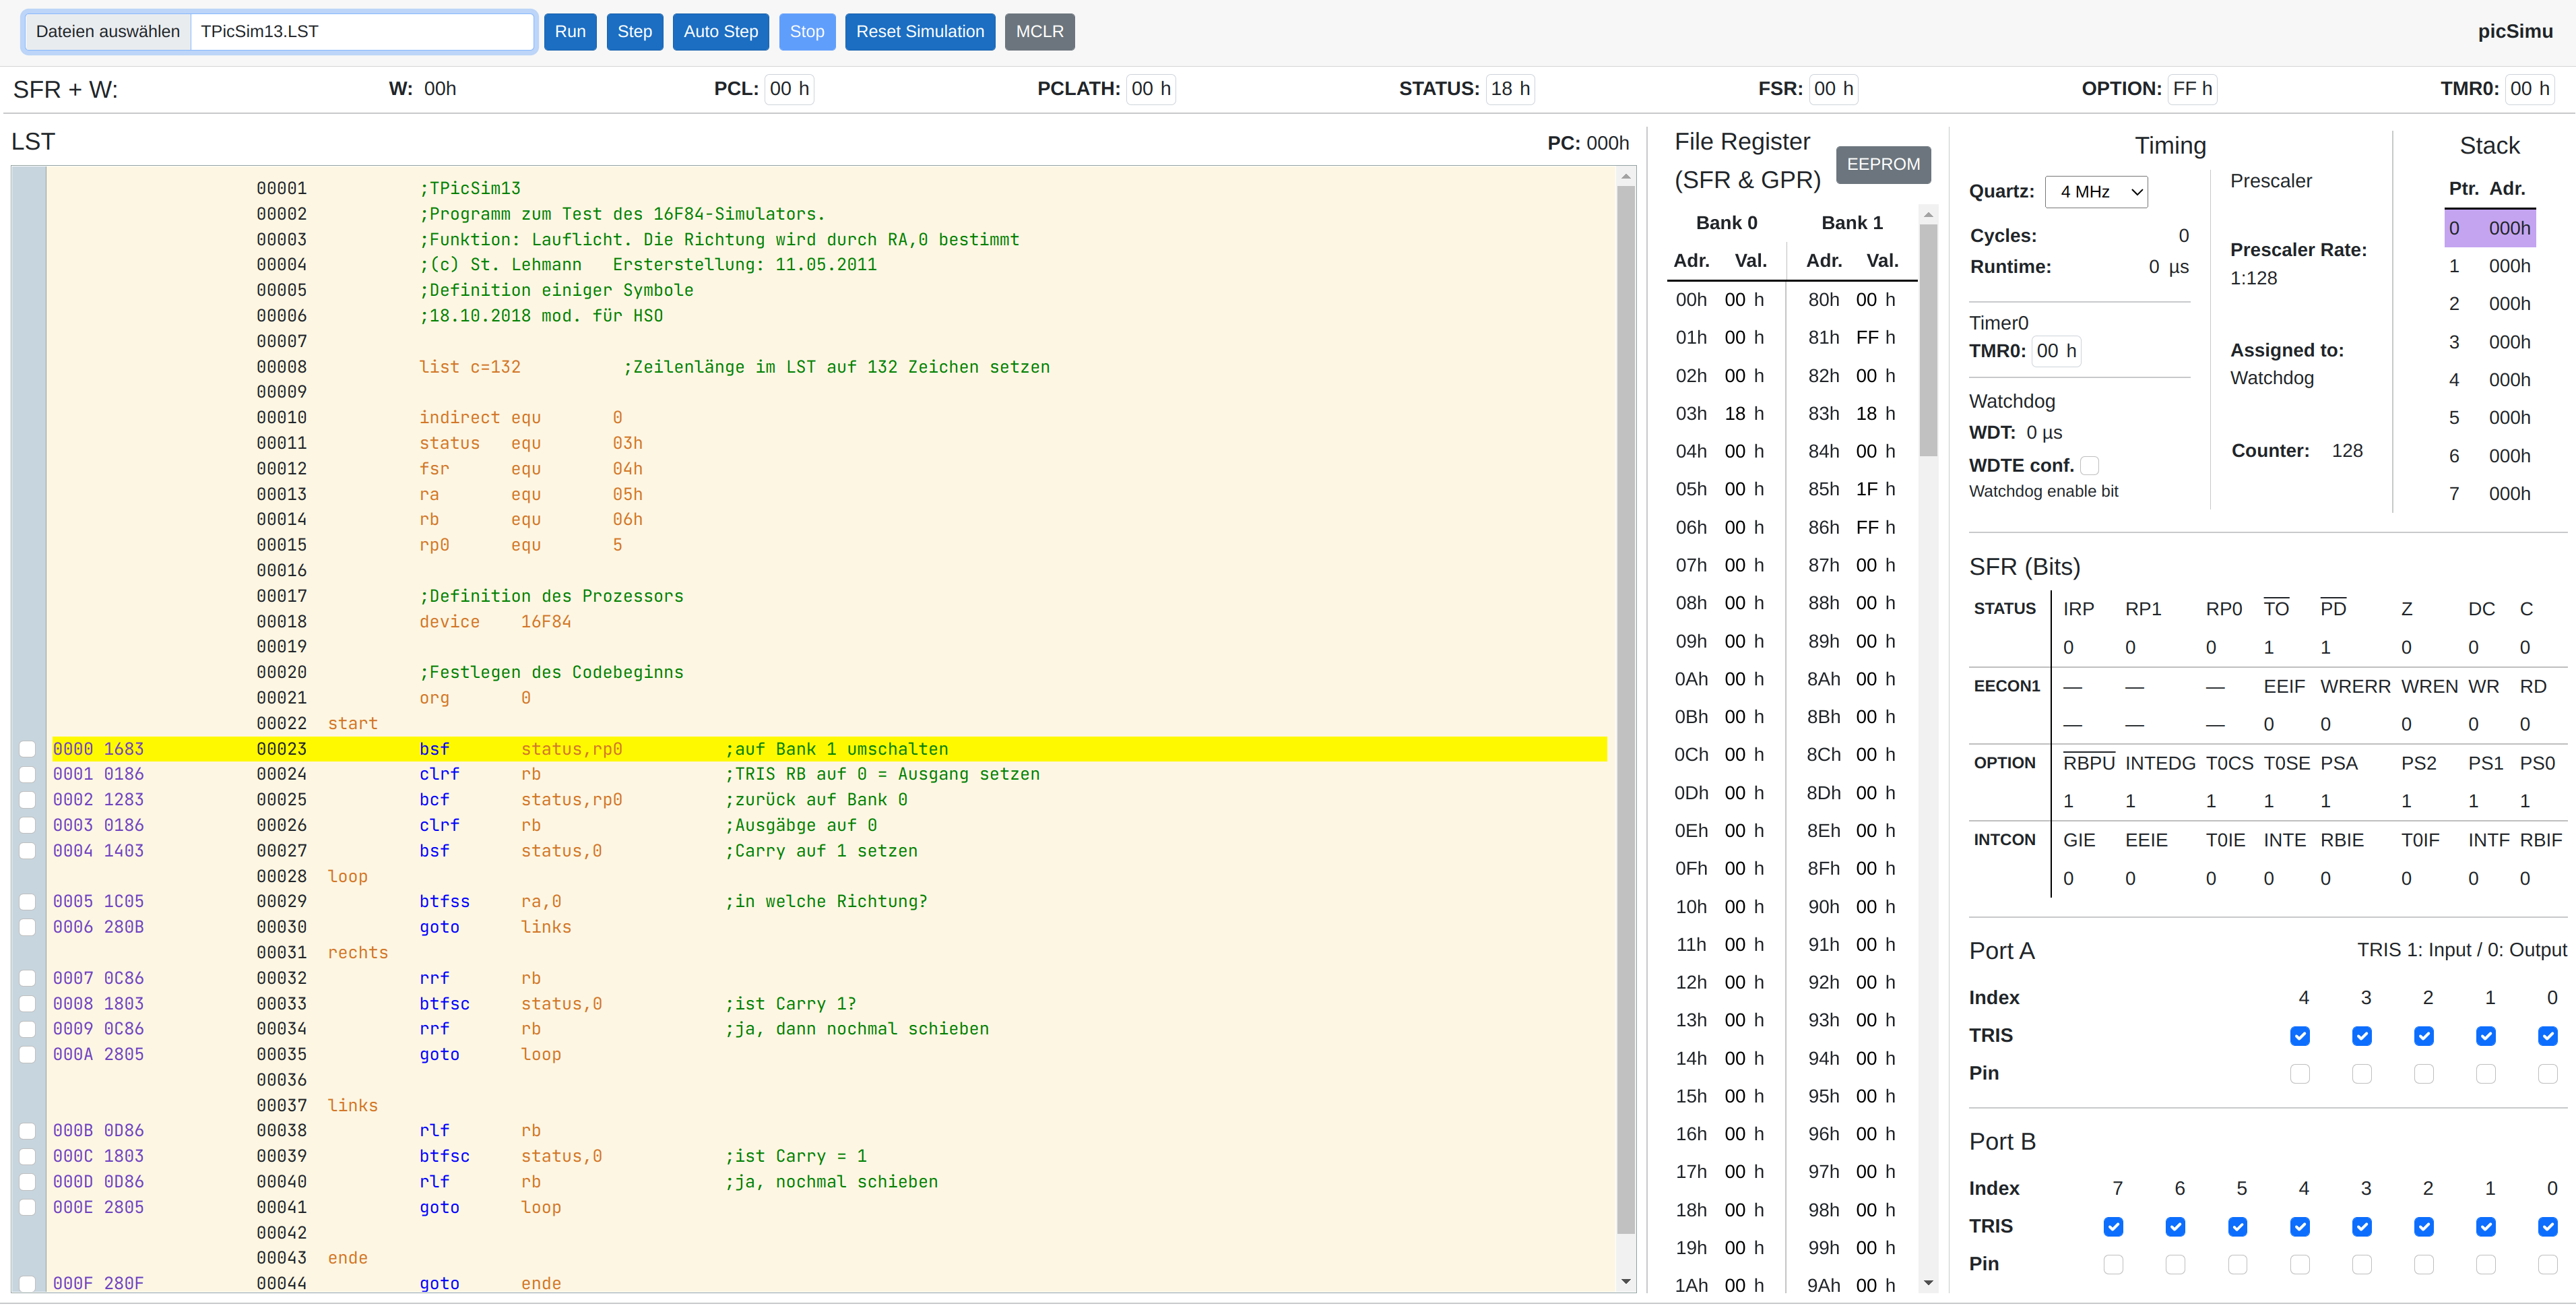 Dateien auswählen TPicSim13.LST Run Step Auto Step Stop Reset Simulation MCLR picSimu
SFR + W: W: 00h PCL: 00 h PCLATH: 00 h STATUS: 18 h FSR: 00 h OPTION: FF h TMR0: 00 h
LST PC: 000h
00001 ;TPicSim13
00002 ;Programm zum Test des 16F84-Simulators.
00003 ;Funktion: Lauflicht. Die Richtung wird durch RA,0 bestimmt
00004 ;(c) St. Lehmann Ersterstellung: 11.05.2011
00005 ;Definition einiger Symbole
00006 ;18.10.2018 mod. für HSO
00007
00008 list c=132 ;Zeilenlänge im LST auf 132 Zeichen setzen
00009
00010 indirect equ 0
00011 status equ 03h
00012 fsr equ 04h
00013 ra equ 05h
00014 rb equ 06h
00015 rp0 equ 5
00016
00017 ;Definition des Prozessors
00018 device 16F84
00019
00020 ;Festlegen des Codebeginns
00021 org 0
00022 start
0000 1683 00023 bsf status,rp0 ;auf Bank 1 umschalten
0001 0186 00024 clrf rb ;TRIS RB auf 0 = Ausgang setzen
0002 1283 00025 bcf status,rp0 ;zurück auf Bank 0
0003 0186 00026 clrf rb ;Ausgäbge auf 0
0004 1403 00027 bsf status,0 ;Carry auf 1 setzen
00028 loop
0005 1C05 00029 btfss ra,0 ;in welche Richtung?
0006 280B 00030 goto links
00031 rechts
0007 0C86 00032 rrf rb
0008 1803 00033 btfsc status,0 ;ist Carry 1?
0009 0C86 00034 rrf rb ;ja, dann nochmal schieben
000A 2805 00035 goto loop
00036
00037 links
000B 0D86 00038 rlf rb
000C 1803 00039 btfsc status,0 ;ist Carry = 1
000D 0D86 00040 rlf rb ;ja, nochmal schieben
000E 2805 00041 goto loop
00042
00043 ende
000F 280F 00044 goto ende
File Register
(SFR & GPR)
EEPROM
Bank 0 Bank 1
Adr. Val. Adr. Val.
00h 00 h 80h 00 h
01h 00 h 81h FF h
02h 00 h 82h 00 h
03h 18 h 83h 18 h
04h 00 h 84h 00 h
05h 00 h 85h 1F h
06h 00 h 86h FF h
07h 00 h 87h 00 h
08h 00 h 88h 00 h
09h 00 h 89h 00 h
0Ah 00 h 8Ah 00 h
0Bh 00 h 8Bh 00 h
0Ch 00 h 8Ch 00 h
0Dh 00 h 8Dh 00 h
0Eh 00 h 8Eh 00 h
0Fh 00 h 8Fh 00 h
10h 00 h 90h 00 h
11h 00 h 91h 00 h
12h 00 h 92h 00 h
13h 00 h 93h 00 h
14h 00 h 94h 00 h
15h 00 h 95h 00 h
16h 00 h 96h 00 h
17h 00 h 97h 00 h
18h 00 h 98h 00 h
19h 00 h 99h 00 h
1Ah 00 h 9Ah 00 h
Timing
Quartz: 4 MHz
Cycles: 0
Runtime: 0 µs
Timer0
TMR0: 00 h
Watchdog
WDT: 0 µs
WDTE conf.
Watchdog enable bit
Prescaler
Prescaler Rate:
1:128
Assigned to:
Watchdog
Counter: 128
Stack
Ptr. Adr.
0 000h
1 000h
2 000h
3 000h
4 000h
5 000h
6 000h
7 000h
SFR (Bits)
STATUS IRP RP1 RP0 TO PD Z DC C
0 0 0 1 1 0 0 0
EECON1 — — — EEIF WRERR WREN WR RD
— — — 0 0 0 0 0
OPTION RBPU INTEDG T0CS T0SE PSA PS2 PS1 PS0
1 1 1 1 1 1 1 1
INTCON GIE EEIE T0IE INTE RBIE T0IF INTF RBIF
0 0 0 0 0 0 0 0
Port A TRIS 1: Input / 0: Output
Index 4 3 2 1 0
TRIS
Pin
Port B
Index 7 6 5 4 3 2 1 0
TRIS
Pin